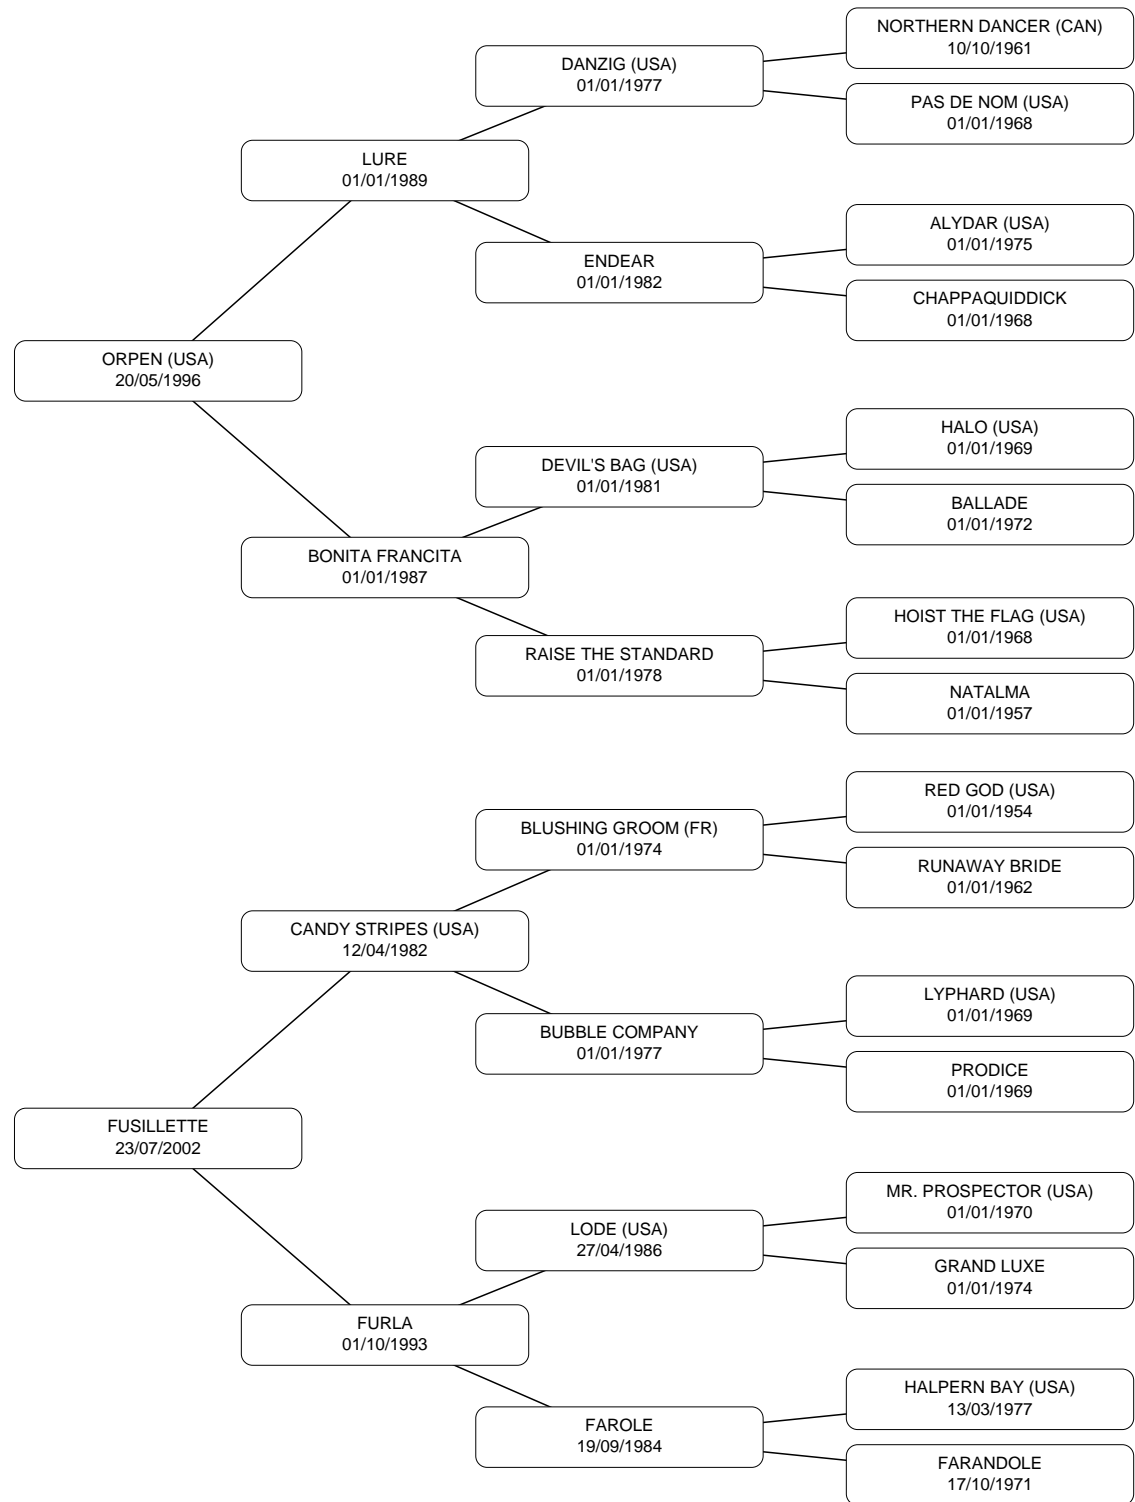 NORTHERN DANCER (CAN)
10/10/1961
DANZIG (USA)
01/01/1977
PAS DE NOM (USA)
01/01/1968
LURE
01/01/1989
ALYDAR (USA)
01/01/1975
ENDEAR
01/01/1982
CHAPPAQUIDDICK
01/01/1968
ORPEN (USA)
20/05/1996
HALO (USA)
01/01/1969
DEVIL'S BAG (USA)
01/01/1981
BALLADE
01/01/1972
BONITA FRANCITA
01/01/1987
HOIST THE FLAG (USA)
01/01/1968
RAISE THE STANDARD
01/01/1978
NATALMA
01/01/1957
RED GOD (USA)
01/01/1954
BLUSHING GROOM (FR)
01/01/1974
RUNAWAY BRIDE
01/01/1962
CANDY STRIPES (USA)
12/04/1982
LYPHARD (USA)
01/01/1969
BUBBLE COMPANY
01/01/1977
PRODICE
01/01/1969
FUSILLETTE
23/07/2002
MR. PROSPECTOR (USA)
01/01/1970
LODE (USA)
27/04/1986
GRAND LUXE
01/01/1974
FURLA
01/10/1993
HALPERN BAY (USA)
13/03/1977
FAROLE
19/09/1984
FARANDOLE
17/10/1971